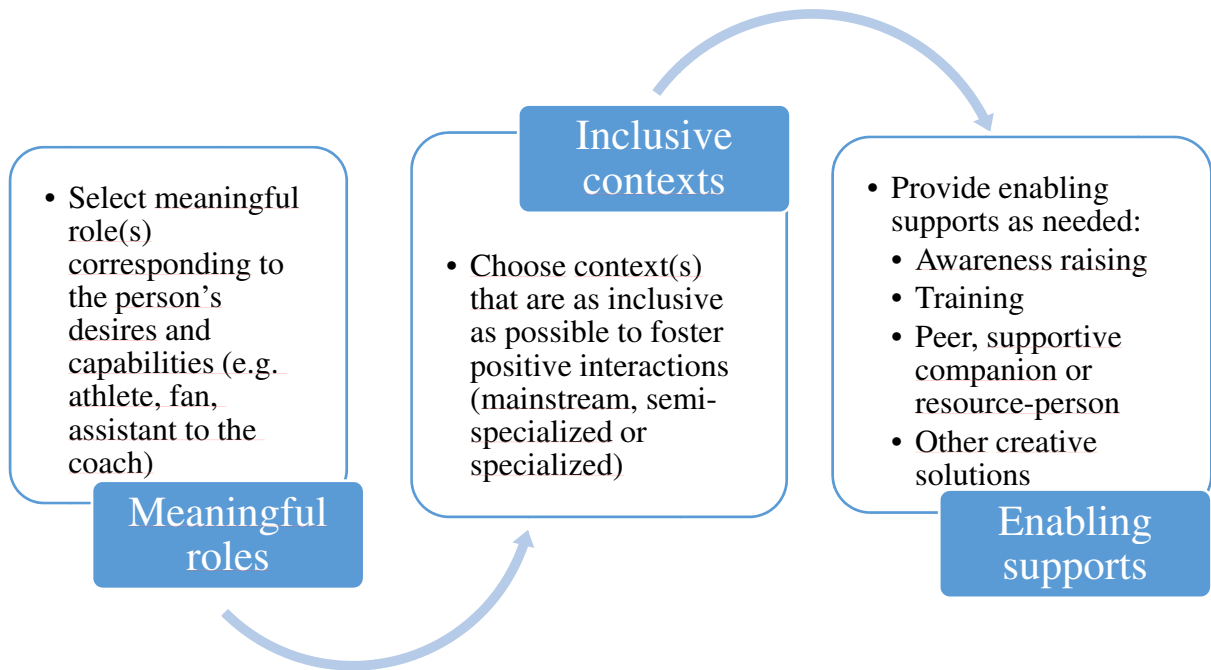 • Select meaningful
role(s)
corresponding to
the person’s
desires and
capabilities (e.g.
athlete, fan,
assistant to the
coach)
Meaningful
roles
Inclusive
contexts
• Choose context(s)
that are as inclusive
as possible to foster
positive interactions
(mainstream, semi-
specialized or
specialized)
• Provide enabling
supports as needed:
• Awareness raising
• Training
• Peer, supportive
companion or
resource-person
• Other creative
solutions
Enabling
supports